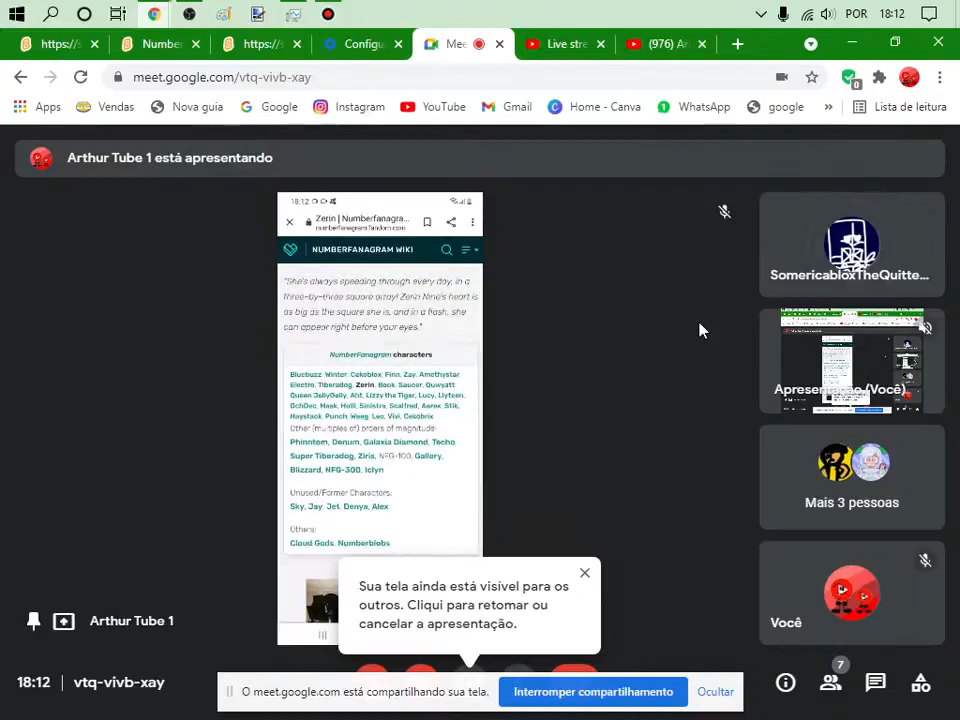 POR 18:12
https://s
Number
https://s
Configu
Mee
Live stre
(976) Ar
meet.google.com/vtq-vivb-xay
0
Apps Vendas Nova guia Google Instagram YouTube Gmail Home - Canva WhatsApp google » Lista de leitura
Arthur Tube 1 está apresentando
18:12
Zerin | Numberfanagra...
numberfanagram.fandom.com
NUMBERFANAGRAM WIKI
"She's always speeding through every day, in a
three-by-three square array! Zerin Nine's heart is
as big as the square she is, and in a flash, she
can appear right before your eyes."
NumberFanagram characters
Bluebuzz, Winter, Cakeblox, Finn, Zay, Amethystar
Electro, Tiberadog, Zerin, Book, Saucer, Quwyatt
Queen JellyGelly, Aht, Lizzy the Tiger, Lucy, Llyteen,
OchDec, Mask, Holli, Sinistra, Scalfred, Aerex, Stik,
Haystack, Punch, Weeg, Leo, Vivi, Cakobrix
Other (multiples of) orders of magnitude:
Phinntom, Denum, Galaxia Diamond, Techo,
Super Tiberadog, Ziris, NFG-100, Gallery,
Blizzard, NFG-300, Iclyn
Unused/Former Characters:
Sky, Jay, Jet, Denya, Alex
Others:
Cloud Gods, Numberblobs
SomericabloxTheQuitte...
Apresentação (Você)
Mais 3 pessoas
Você
Sua tela ainda está visível para os
outros. Cliqui para retomar ou
cancelar a apresentação.
Arthur Tube 1
18:12 vtq-vivb-xay
O meet.google.com está compartilhando sua tela. Interromper compartilhamento Ocultar
7